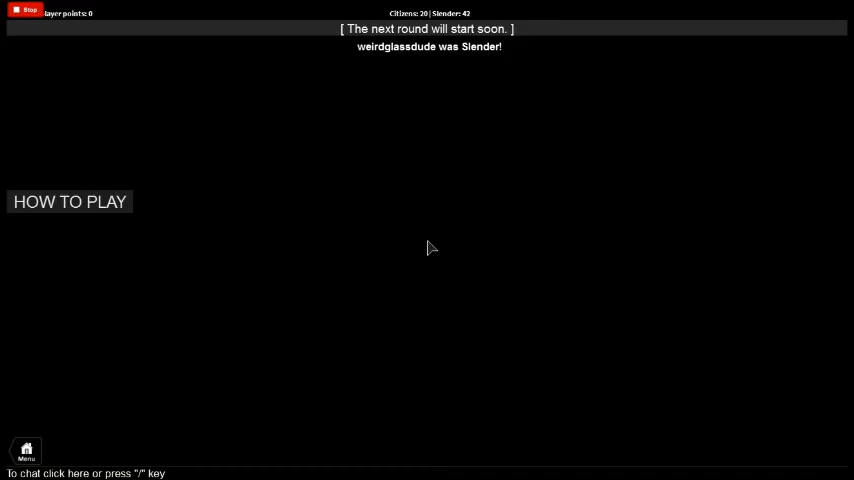 Stop
layer points: 0
Citizens: 20 | Slender: 42
[ The next round will start soon. ]
weirdglassdude was Slender!
HOW TO PLAY
Menu
To chat click here or press "/" key